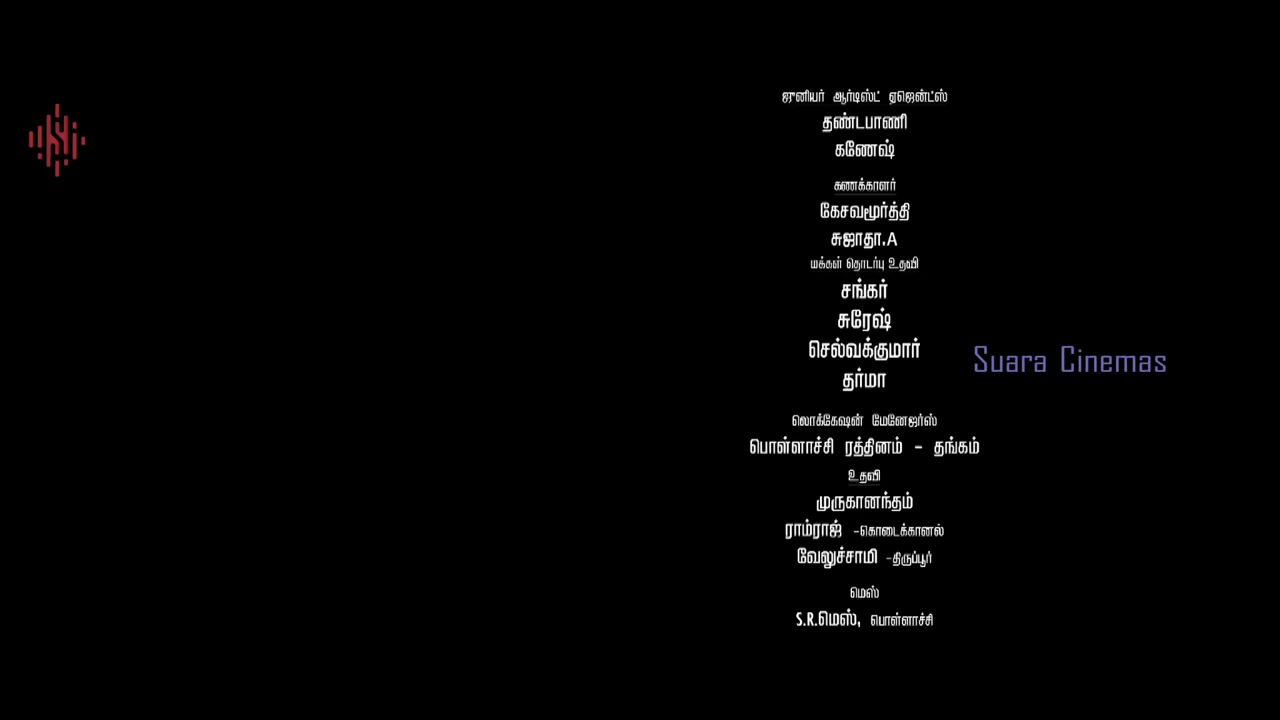 ஜுனியர் ஆர்டிஸ்ட் ஏஜென்ட்ஸ்
தண்டபாணி
கணேஷ்
கணக்காளர்
கேசவமூர்த்தி
சுஜாதா.A
மக்கள் தொடர்பு உதவி
சங்கர்
சுரேஷ்
செல்வக்குமார்
தர்மா
Suara Cinemas
லொக்கேஷன் மேனேஜர்ஸ்
பொள்ளாச்சி ரத்தினம் - தங்கம்
உதவி
முருகானந்தம்
ராம்ராஜ் -கொடைக்கானல்
வேலுச்சாமி -திருப்பூர்
மெஸ்
S.R.மெஸ், பொள்ளாச்சி